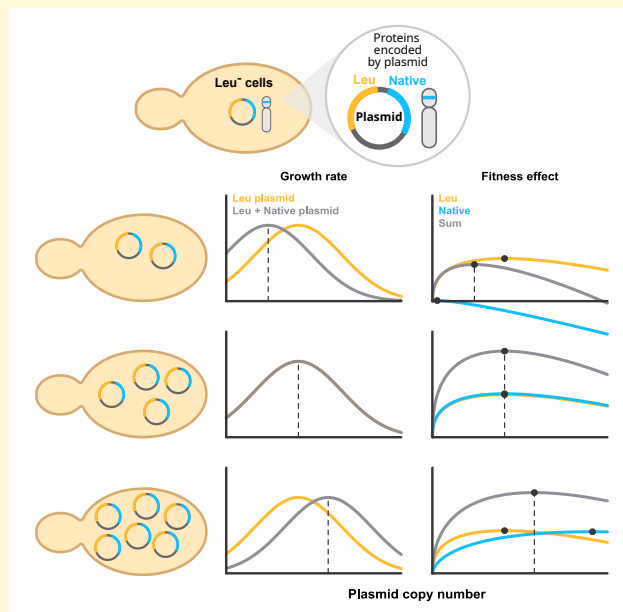 Proteins
encoded
by plasmid
Leu⁻ cells
Leu Native
Plasmid
Growth rate
Fitness effect
Leu plasmid
Leu + Native plasmid
Leu
Native
Sum
Plasmid copy number